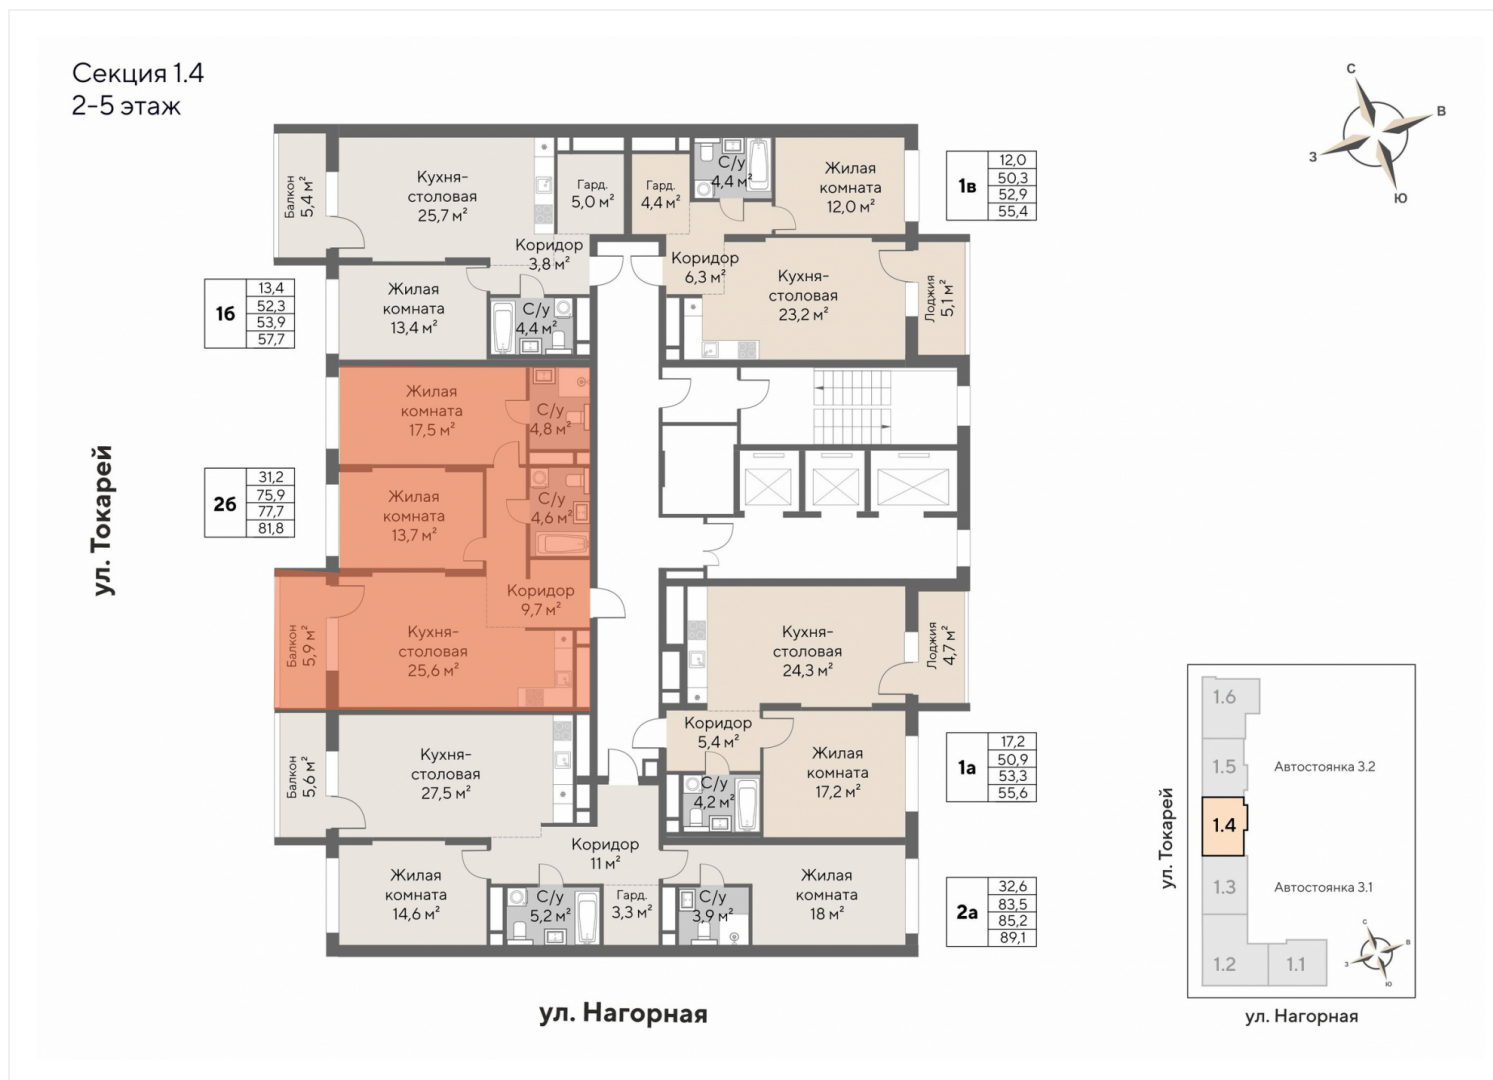 Секция 1.4
2-5 этаж
С
В
З
Ю
Балкон
5,4 м²
Кухня-
столовая
25,7 м²
Гард.
5,0 м²
Коридор
3,8 м²
Жилая
комната
13,4 м²
С/у
4,4 м²
1б
13,4
52,3
53,9
57,7
Гард.
4,4 м²
С/у
4,4 м²
Жилая
комната
12,0 м²
Коридор
6,3 м²
Кухня-
столовая
23,2 м²
Лоджия
5,1 м²
1в
12,0
50,3
52,9
55,4
ул. Токарей
2б
31,2
75,9
77,7
81,8
Жилая
комната
17,5 м²
С/у
4,8 м²
Жилая
комната
13,7 м²
С/у
4,6 м²
Коридор
9,7 м²
Балкон
5,9 м²
Кухня-
столовая
25,6 м²
Кухня-
столовая
24,3 м²
Лоджия
4,7 м²
Коридор
5,4 м²
Жилая
комната
17,2 м²
С/у
4,2 м²
1а
17,2
50,9
53,3
55,6
Балкон
5,6 м²
Кухня-
столовая
27,5 м²
Коридор
11 м²
Жилая
комната
14,6 м²
С/у
5,2 м²
Гард.
3,3 м²
С/у
3,9 м²
Жилая
комната
18 м²
2а
32,6
83,5
85,2
89,1
ул. Нагорная
1.6
1.5
Автостоянка 3.2
1.4
1.3
Автостоянка 3.1
1.2
1.1
С
В
З
Ю
ул. Токарей
ул. Нагорная